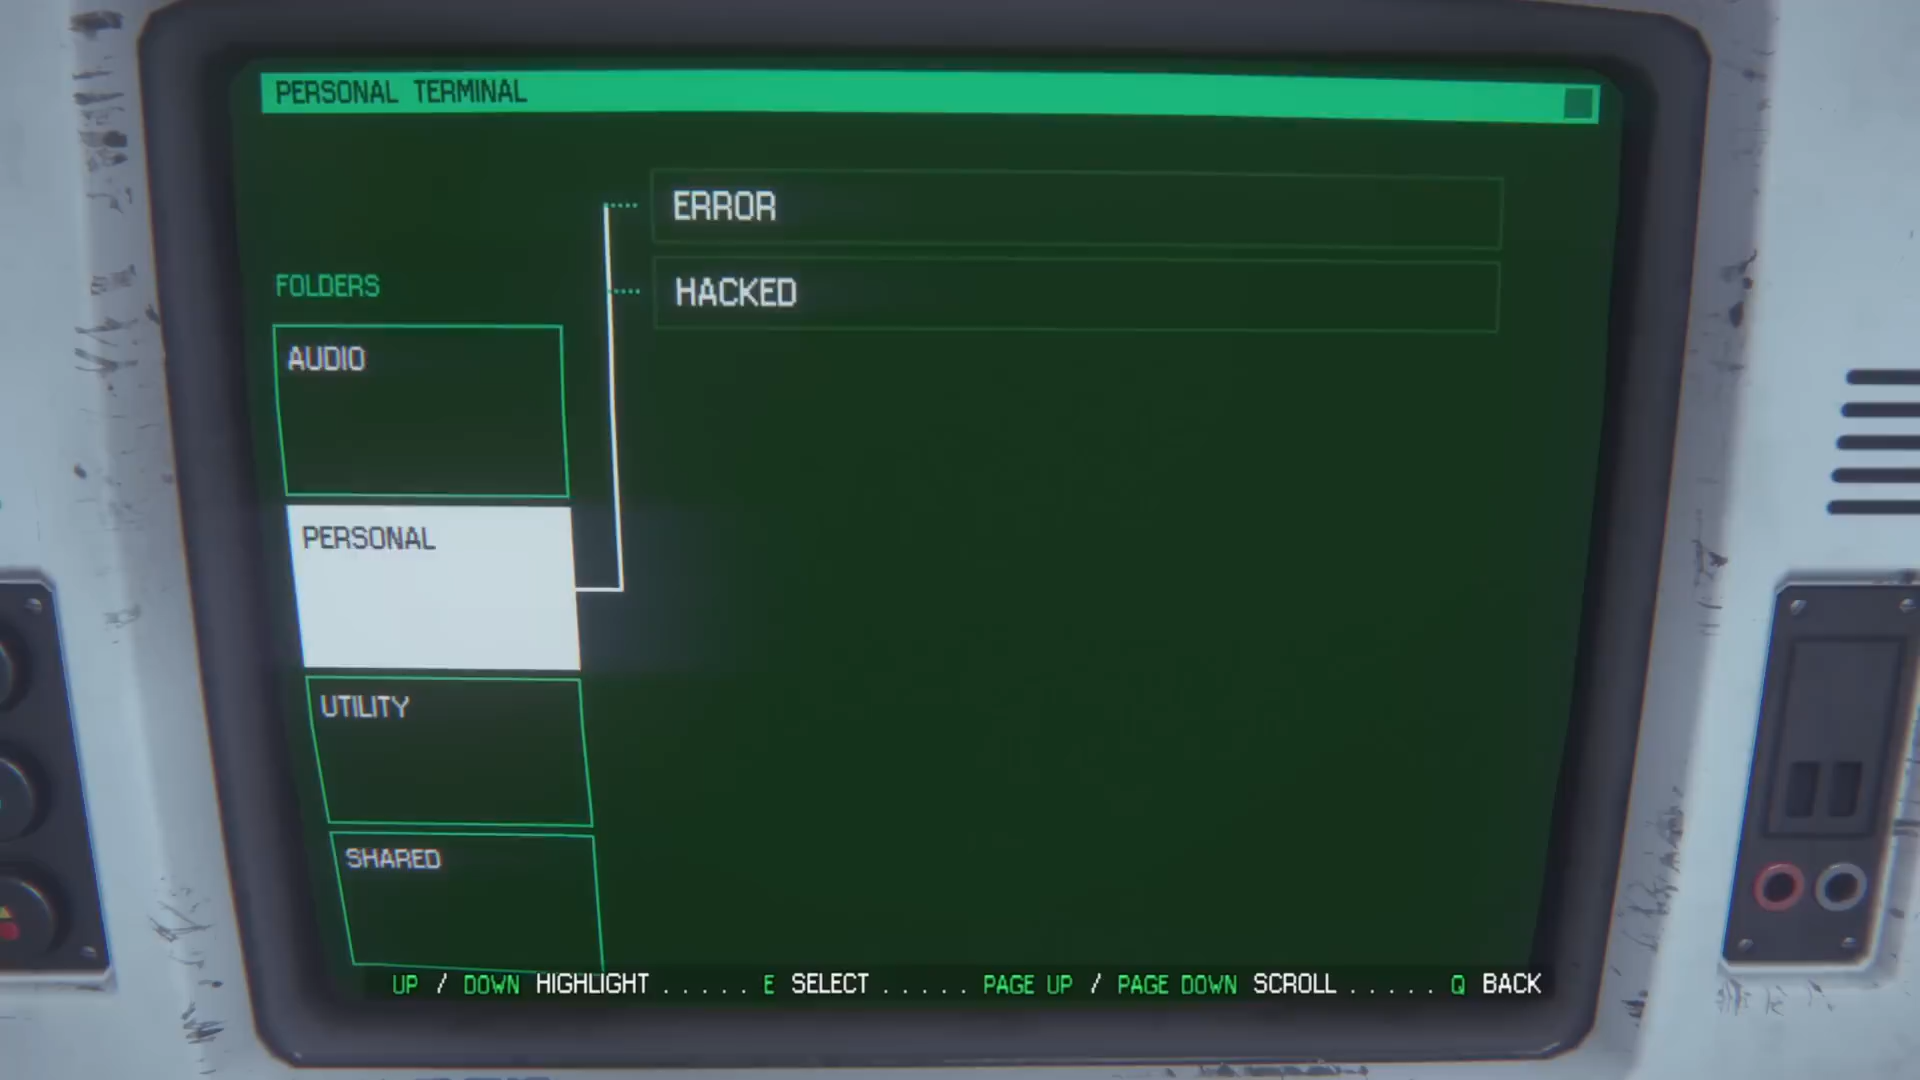 PERSONAL TERMINAL
ERROR
HACKED
FOLDERS
AUDIO
PERSONAL
UTILITY
SHARED
UP / DOWN HIGHLIGHT . . . . . E SELECT . . . . . PAGE UP / PAGE DOWN SCROLL . . . . . Q BACK